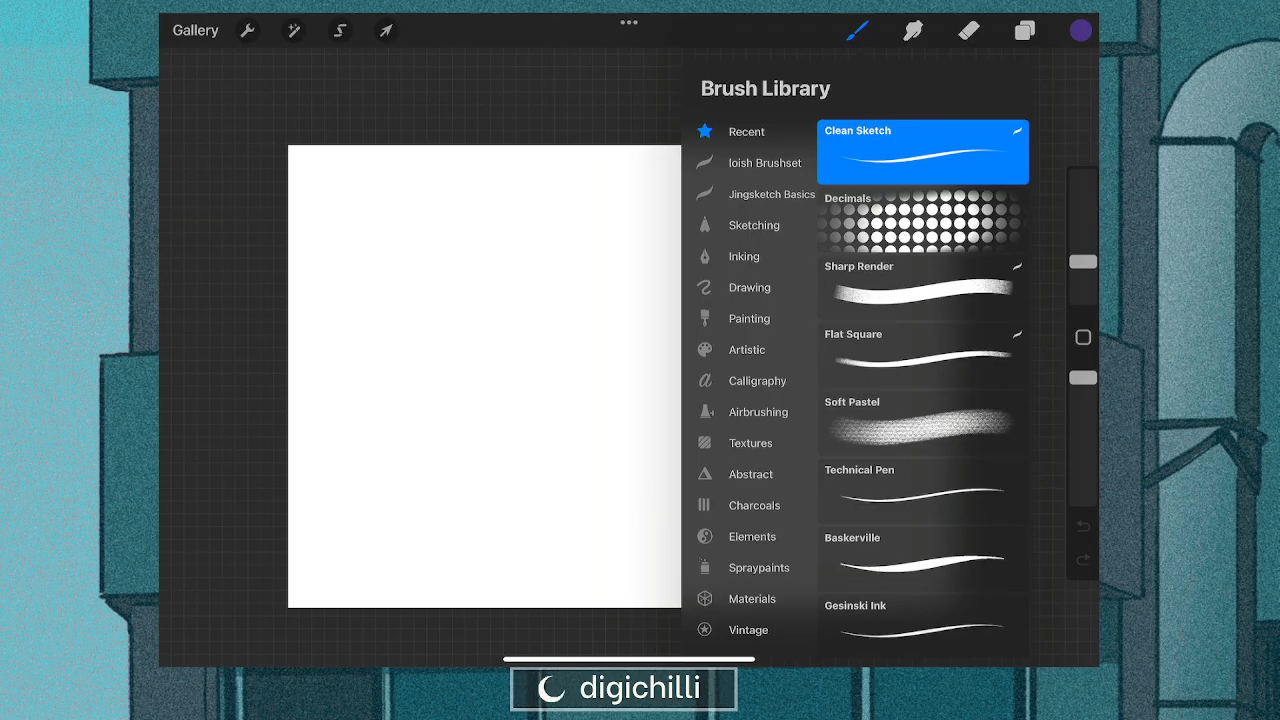 Gallery
Brush Library
Recent
loish Brushset
Jingsketch Basics
Sketching
Inking
Drawing
Painting
Artistic
Calligraphy
Airbrushing
Textures
Abstract
Charcoals
Elements
Spraypaints
Materials
Vintage
Clean Sketch
Decimals
Sharp Render
Flat Square
Soft Pastel
Technical Pen
Baskerville
Gesinski Ink
digichilli